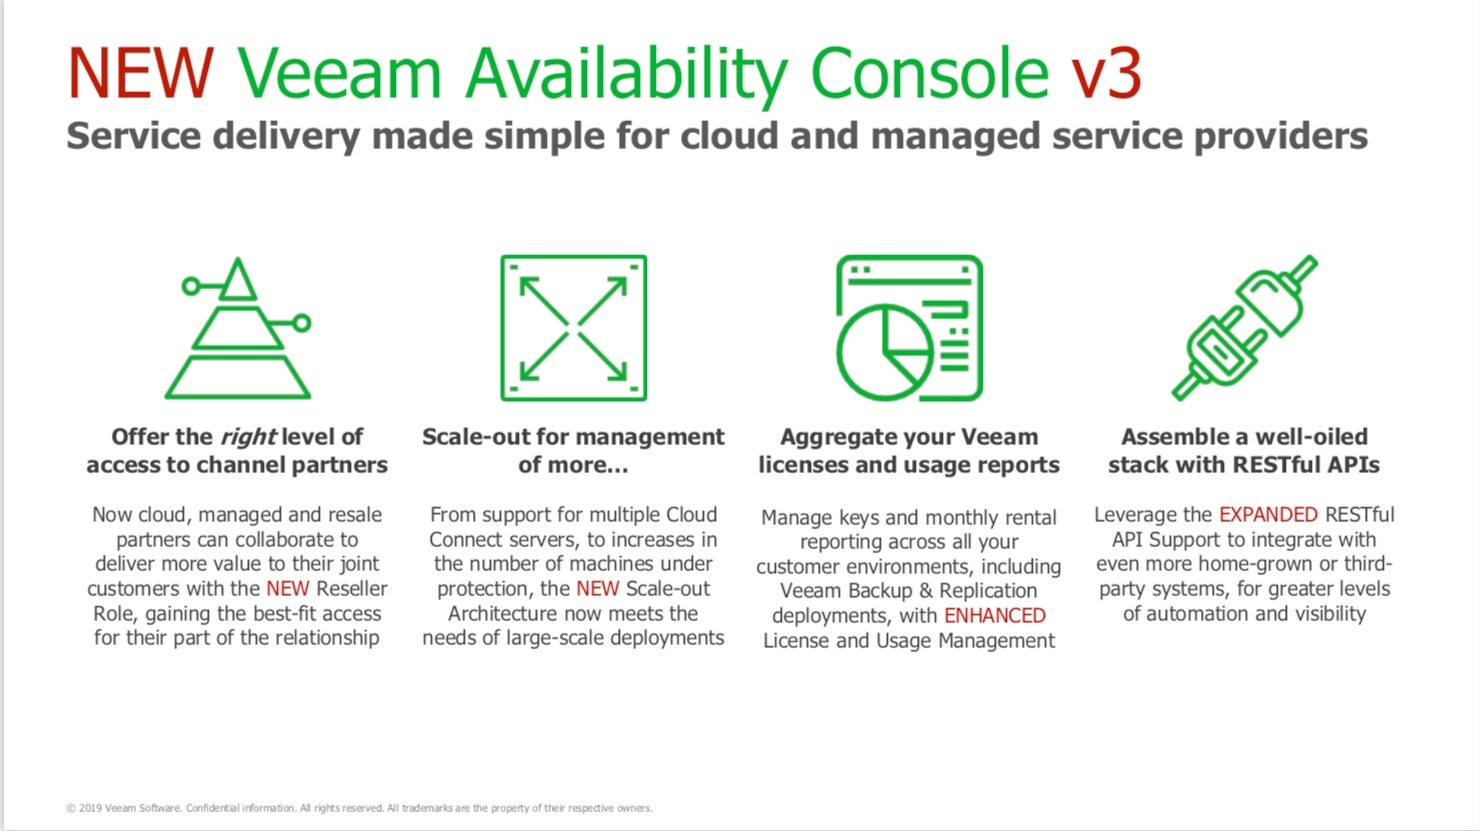 NEW Veeam Availability Console v3
Service delivery made simple for cloud and managed service providers
Offer the right level of
access to channel partners
Now cloud, managed and resale
partners can collaborate to
deliver more value to their joint
customers with the NEW Reseller
Role, gaining the best-fit access
for their part of the relationship
Scale-out for management
of more...
From support for multiple Cloud
Connect servers, to increases in
the number of machines under
protection, the NEW Scale-out
Architecture now meets the
needs of large-scale deployments
Aggregate your Veeam
licenses and usage reports
Manage keys and monthly rental
reporting across all your
customer environments, including
Veeam Backup & Replication
deployments, with ENHANCED
License and Usage Management
Assemble a well-oiled
stack with RESTful APIs
Leverage the EXPANDED RESTful
API Support to integrate with
even more home-grown or third-
party systems, for greater levels
of automation and visibility
© 2019 Veeam Software. Confidential information. All rights reserved. All trademarks are the property of their respective owners.